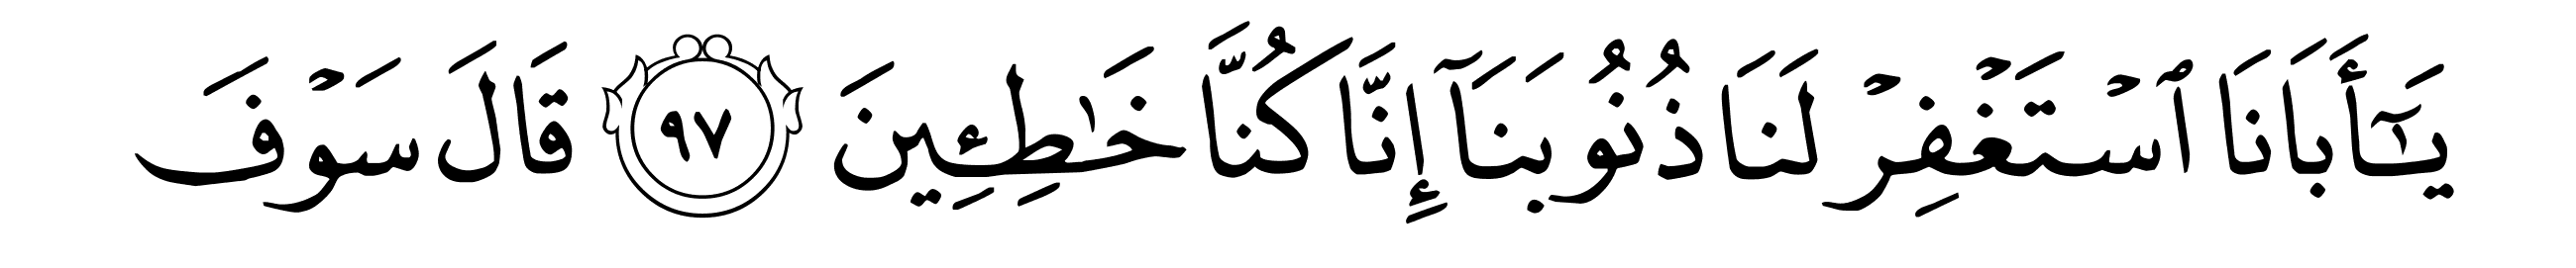 يَـٰٓأَبَانَا ٱسْتَغْفِرْ لَنَا ذُنُوبَنَآ إِنَّا كُنَّا خَـٰطِـِٔينَ ٩٧ قَالَ سَوْفَ